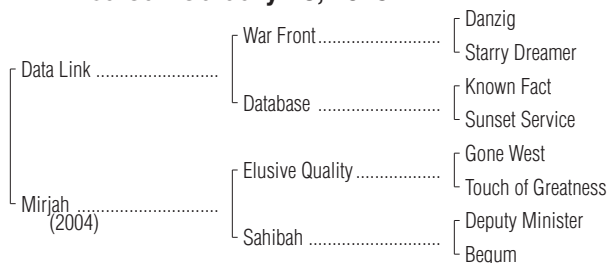 War Front
Danzig
Starry Dreamer
Data Link
Database
Known Fact
Sunset Service
Elusive Quality
Gone West
Touch of Greatness
Mirjah
(2004)
Sahibah
Deputy Minister
Begum